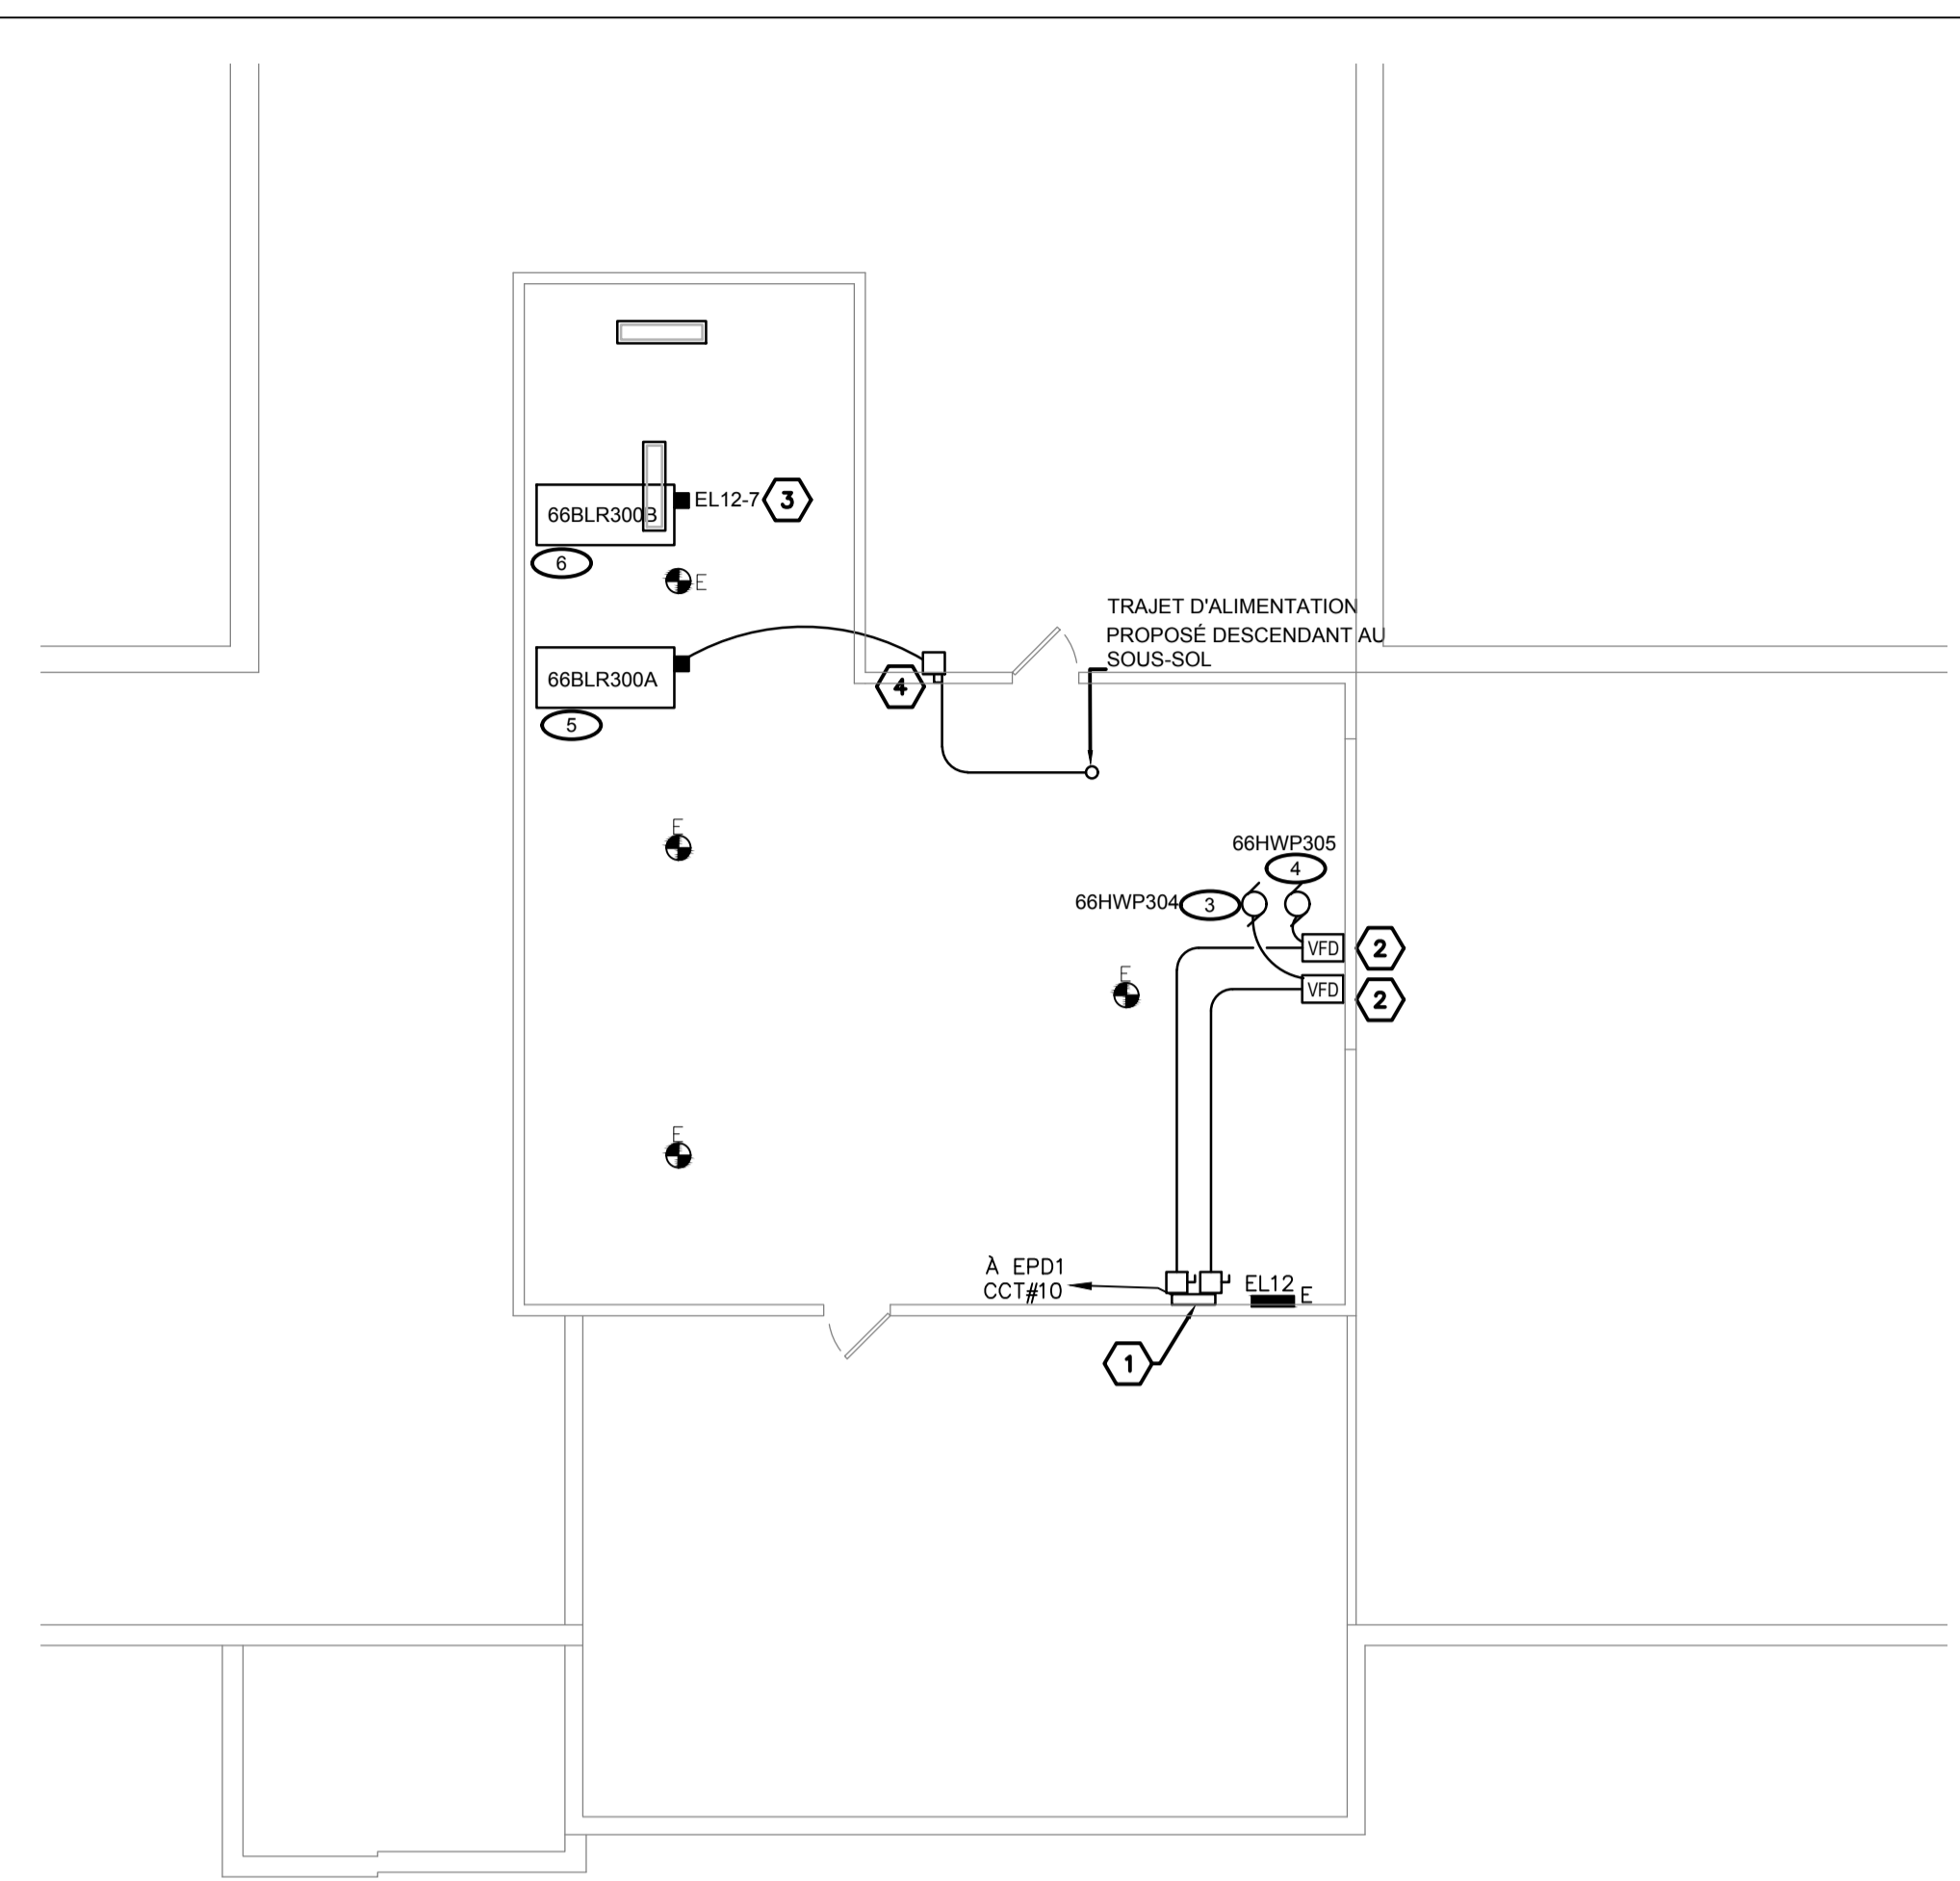 EL12-7
3
66BLR300B
6
E
TRAJET D'ALIMENTATION
PROPOSÉ DESCENDANT AU
SOUS-SOL
66BLR300A
4
5
E
66HWP305
4
66HWP304
3
VFD
2
VFD
2
E
E
À EPD1
CCT#10
EL12
E
1